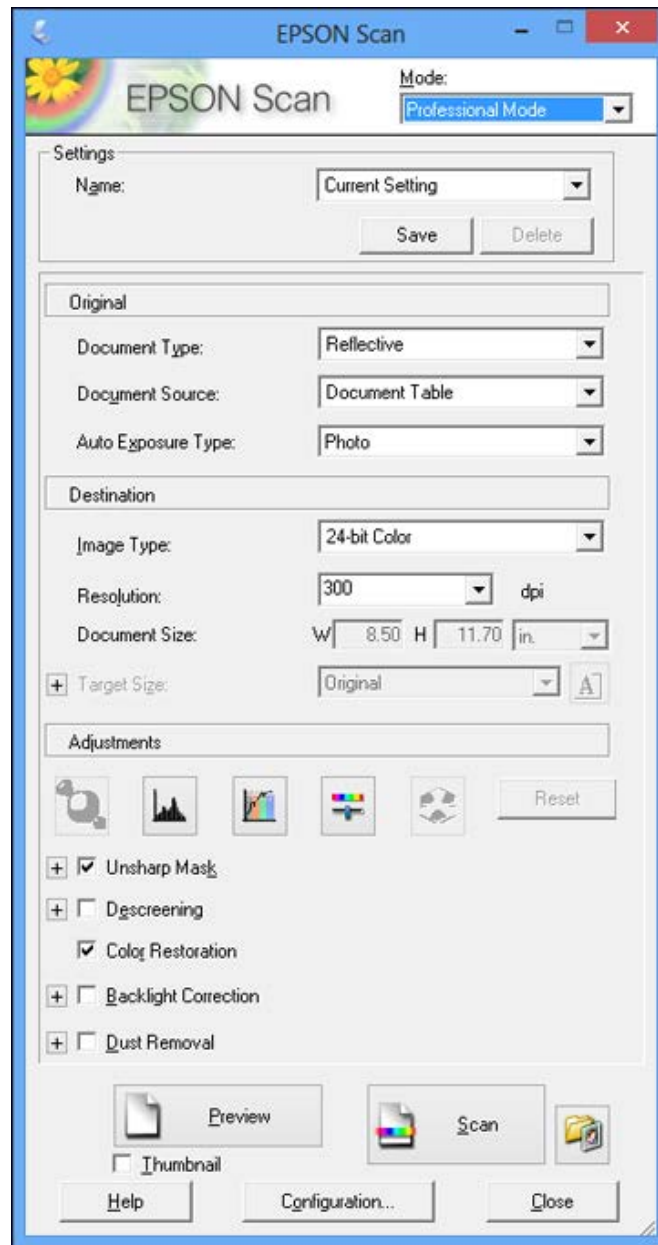 EPSON Scan
EPSON Scan
Mode:
Professional Mode
Settings
Name: Current Setting
Save Delete
Original
Document Type: Reflective
Document Source: Document Table
Auto Exposure Type: Photo
Destination
Image Type: 24-bit Color
Resolution: 300 dpi
Document Size: W 8.50 H 11.70 in.
Target Size: Original A
Adjustments
Reset
Unsharp Mask
Descreening
Color Restoration
Backlight Correction
Dust Removal
Preview Scan
Thumbnail
Help Configuration... Close